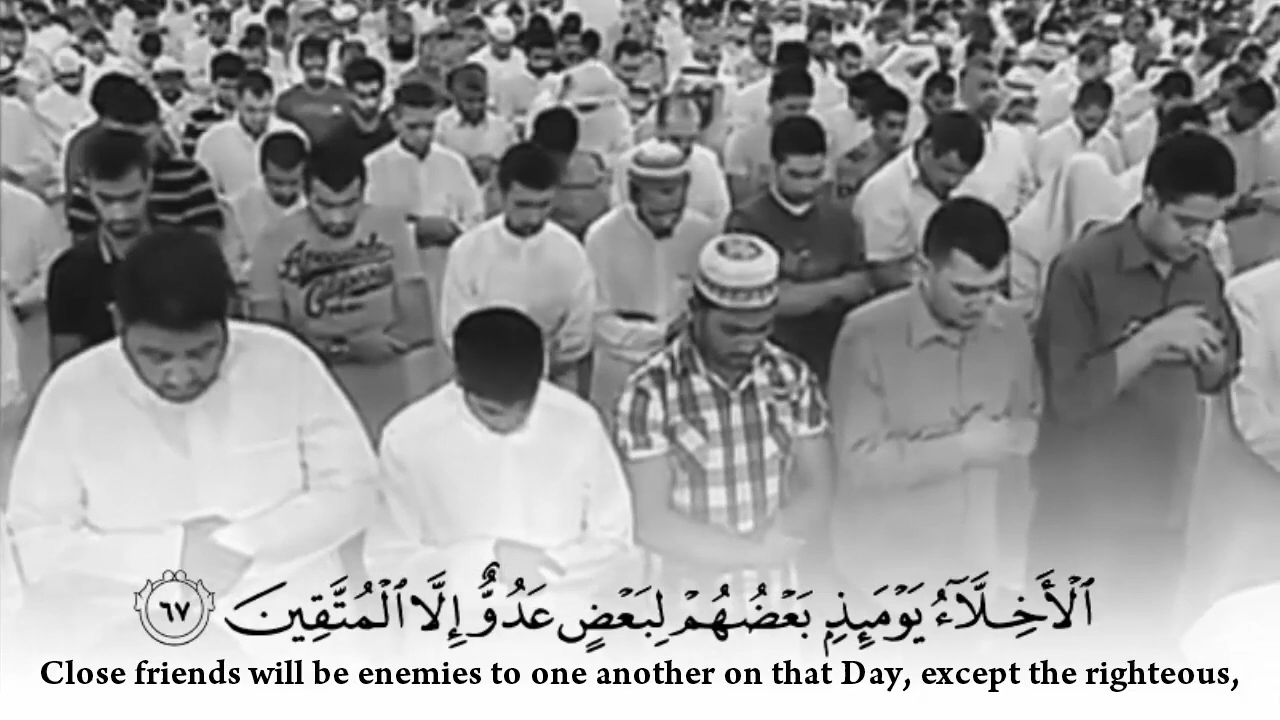 ٱلْأَخِلَّآءُ يَوْمَئِذٍۭ بَعْضُهُمْ لِبَعْضٍ عَدُوٌّ إِلَّا ٱلْمُتَّقِينَ ٦٧
Close friends will be enemies to one another on that Day, except the righteous,